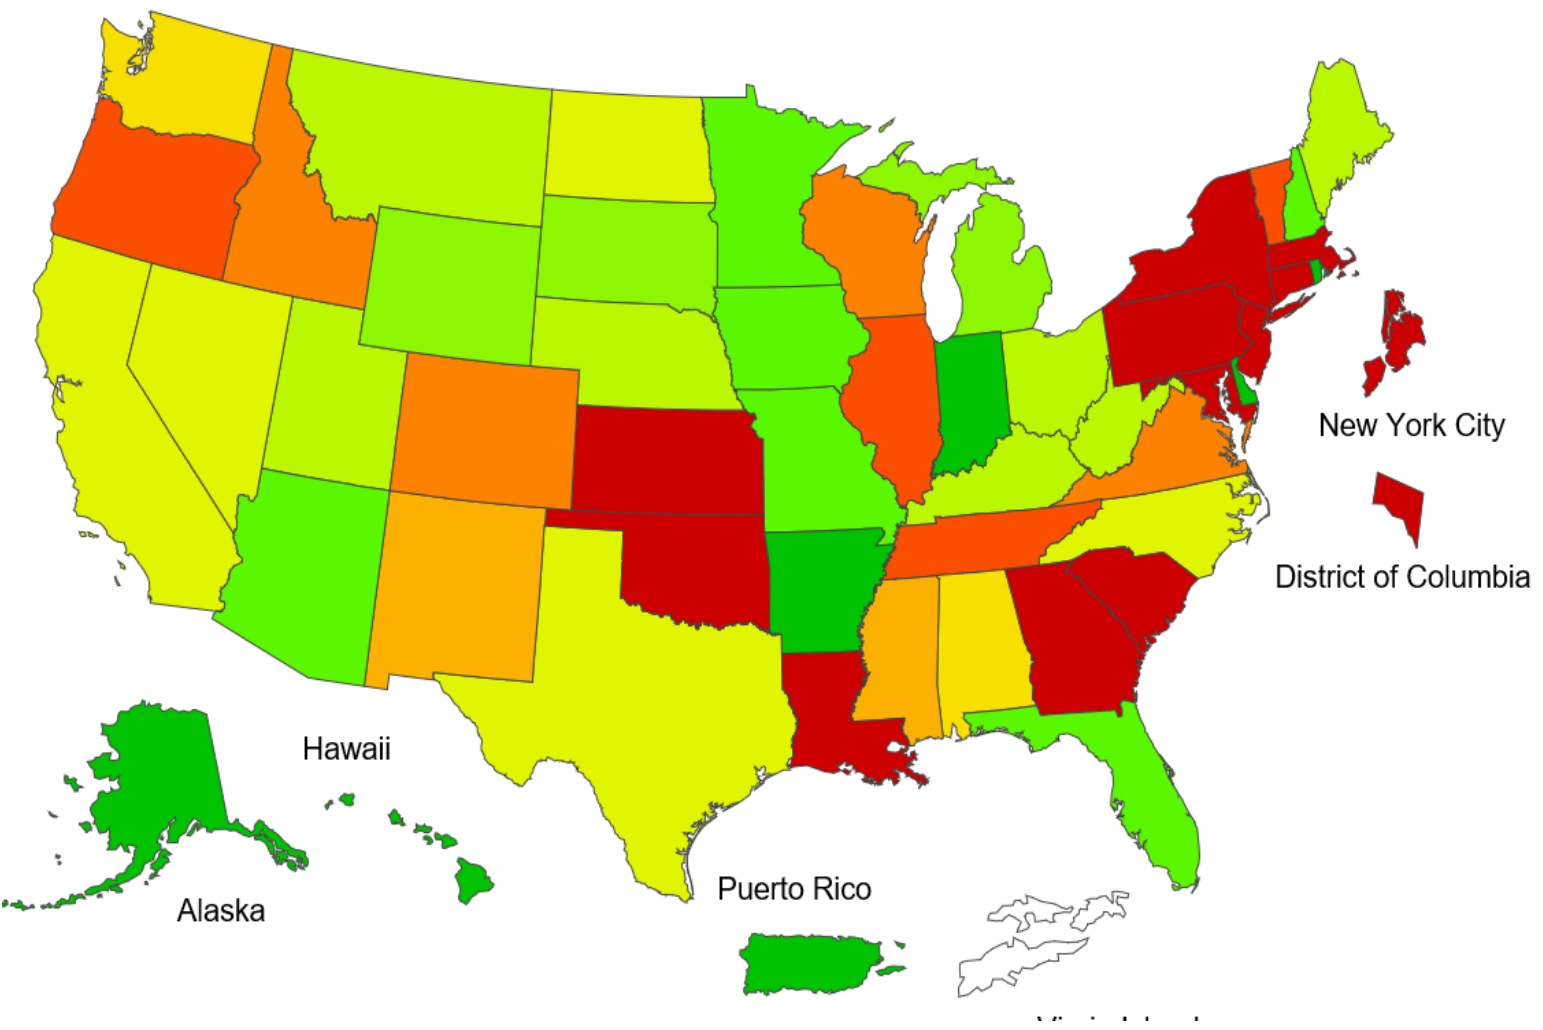 New York City
District of Columbia
Hawaii
Puerto Rico
Alaska